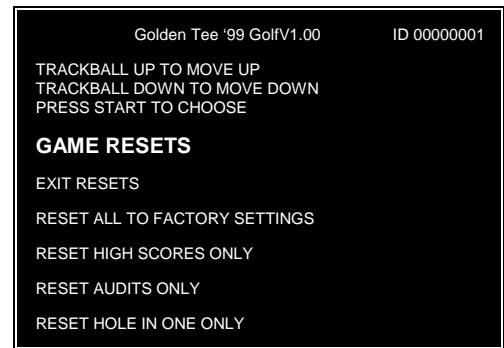 Golden Tee ‘99 GolfV1.00 ID 00000001
TRACKBALL UP TO MOVE UP
TRACKBALL DOWN TO MOVE DOWN
PRESS START TO CHOOSE
GAME RESETS
EXIT RESETS
RESET ALL TO FACTORY SETTINGS
RESET HIGH SCORES ONLY
RESET AUDITS ONLY
RESET HOLE IN ONE ONLY